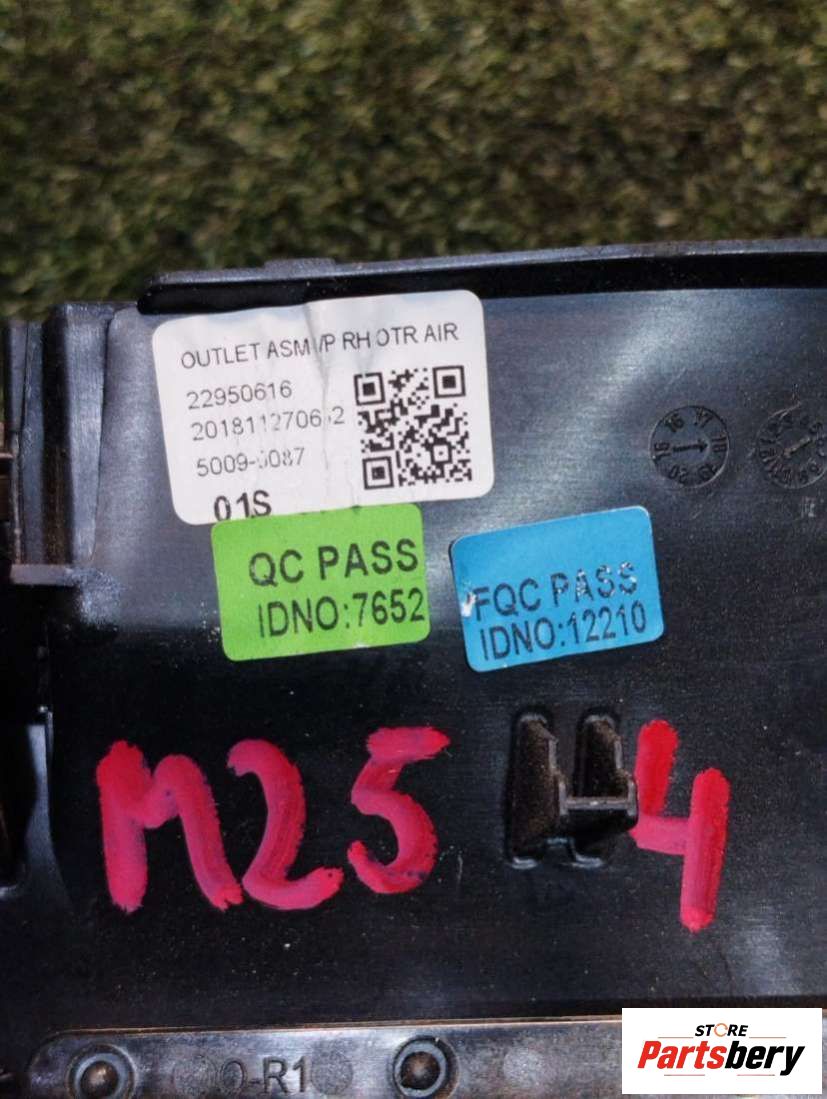 OUTLET ASM I/P RH OTR AIR
22950616
01S
QC PASS
IDNO:7652
FQC PASS
IDNO:12210
M25 4
O-R1
STORE
Partsbery